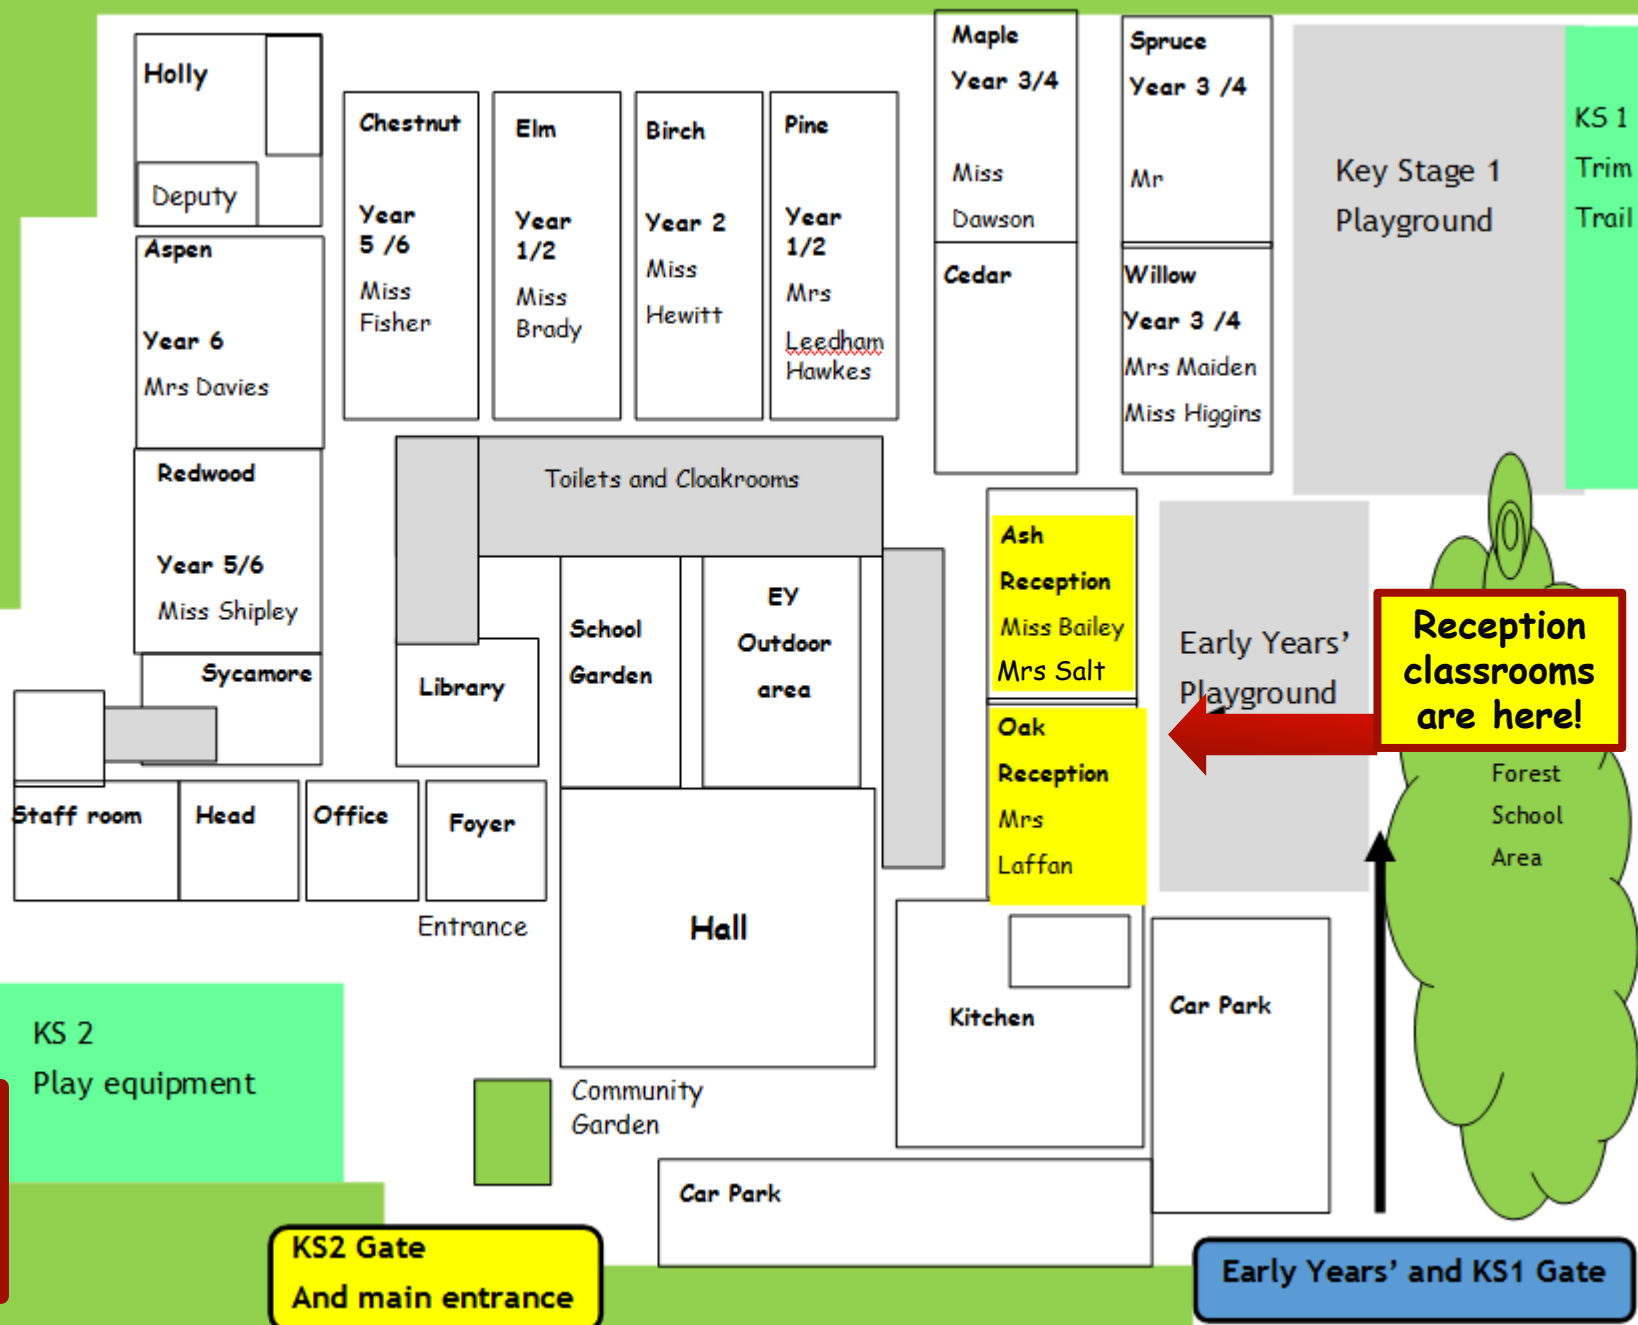 Holly
Deputy
Aspen
Year 6
Mrs Davies
Redwood
Year 5/6
Miss Shipley
Sycamore
Chestnut
Year
5 /6
Miss
Fisher
Elm
Year
1/2
Miss
Brady
Birch
Year 2
Miss
Hewitt
Pine
Year
1/2
Mrs
Leedham
Hawkes
Maple
Year 3/4
Miss
Dawson
Cedar
Spruce
Year 3 /4
Mr
Willow
Year 3 /4
Mrs Maiden
Miss Higgins
Key Stage 1
Playground
KS 1
Trim
Trail
Toilets and Cloakrooms
Library
School
Garden
EY
Outdoor
area
Ash
Reception
Miss Bailey
Mrs Salt
Oak
Reception
Mrs
Laffan
Early Years'
Playground
Reception
classrooms
are here!
Forest
School
Area
Staff room
Head
Office
Foyer
Entrance
Hall
Kitchen
Car Park
KS 2
Play equipment
Community
Garden
Car Park
KS2 Gate
And main entrance
Early Years' and KS1 Gate